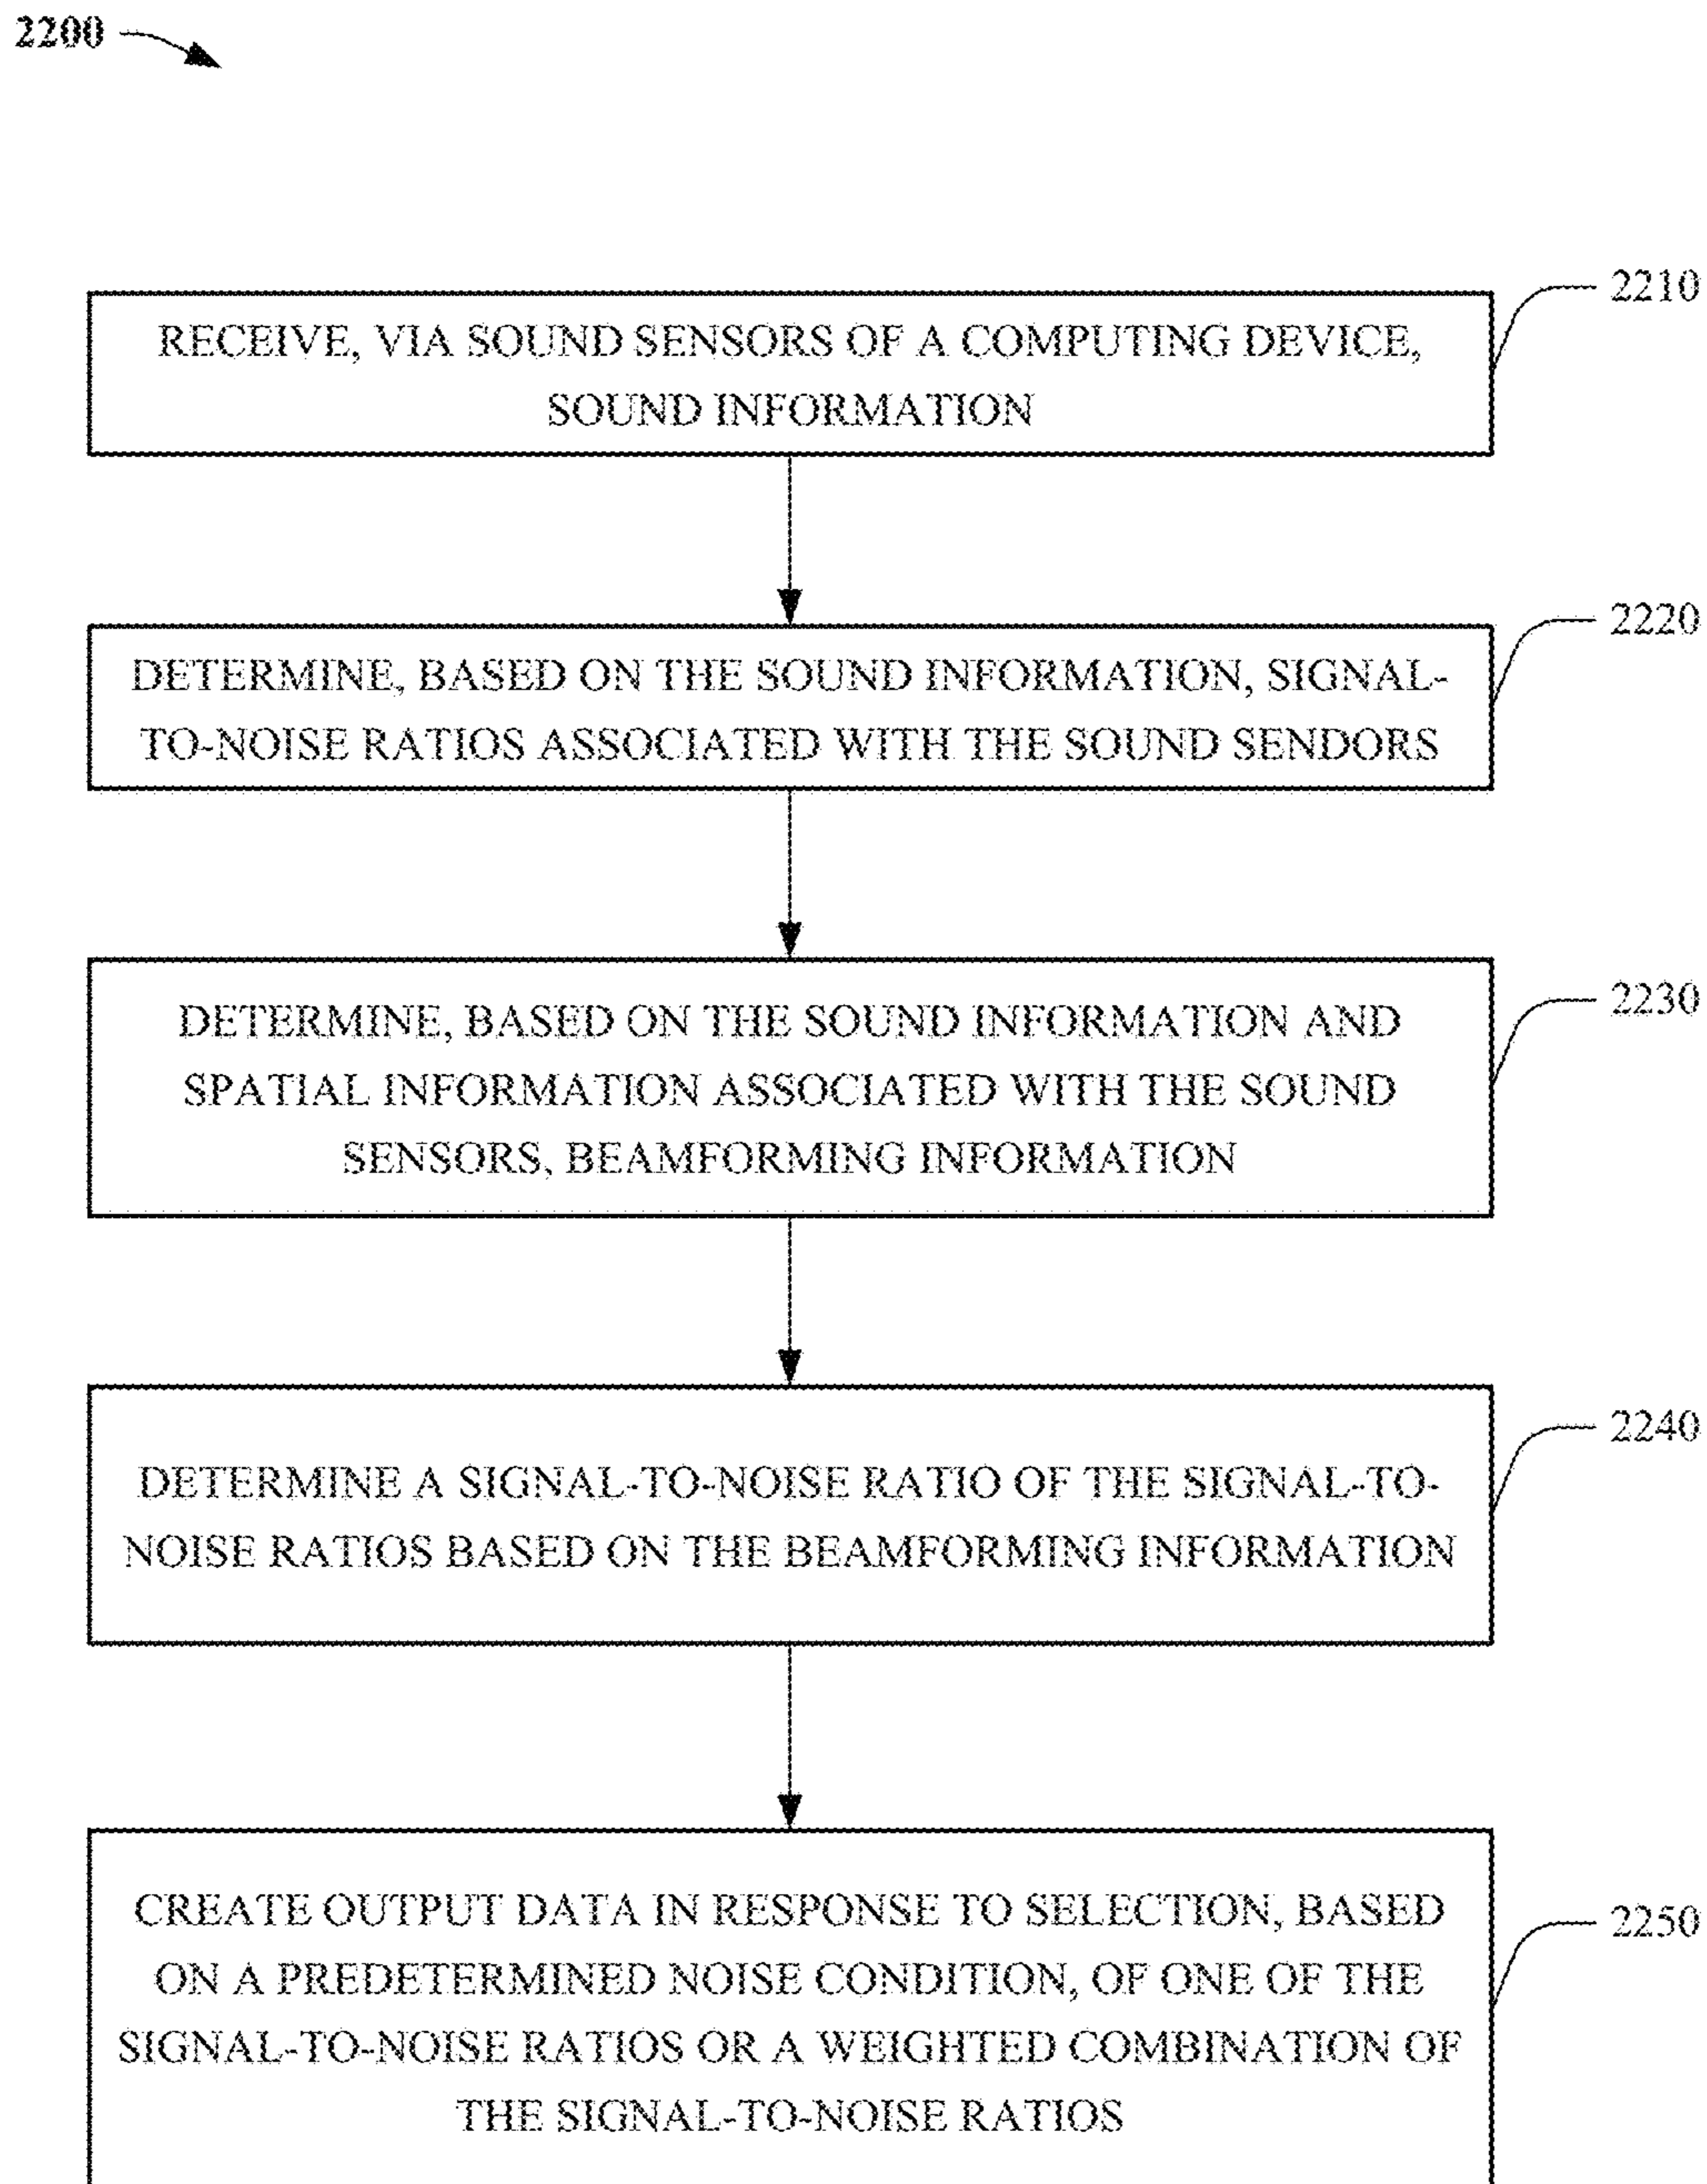 2200
RECEIVE, VIA SOUND SENSORS OF A COMPUTING DEVICE,
SOUND INFORMATION
2210
DETERMINE, BASED ON THE SOUND INFORMATION, SIGNAL-
TO-NOISE RATIOS ASSOCIATED WITH THE SOUND SENDORS
2220
DETERMINE, BASED ON THE SOUND INFORMATION AND
SPATIAL INFORMATION ASSOCIATED WITH THE SOUND
SENSORS, BEAMFORMING INFORMATION
2230
DETERMINE A SIGNAL-TO-NOISE RATIO OF THE SIGNAL-TO-
NOISE RATIOS BASED ON THE BEAMFORMING INFORMATION
2240
CREATE OUTPUT DATA IN RESPONSE TO SELECTION, BASED
ON A PREDETERMINED NOISE CONDITION, OF ONE OF THE
SIGNAL-TO-NOISE RATIOS OR A WEIGHTED COMBINATION OF
THE SIGNAL-TO-NOISE RATIOS
2250